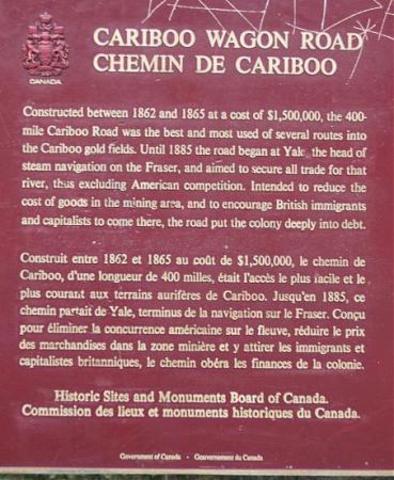 CARIBOO WAGON ROAD
CHEMIN DE CARIBOO
CANADA
Constructed between 1862 and 1865 at a cost of $1,500,000, the 400-
mile Cariboo Road was the best and most used of several routes into
the Cariboo gold fields. Until 1885 the road began at Yale the head of
steam navigation on the Fraser, and aimed to secure all trade for that
river, thus excluding American competition. Intended to reduce the
cost of goods in the mining area, and to encourage British immigrants
and capitalists to come there, the road put the colony deeply into debt.
Construit entre 1862 et 1865 au coût de $1,500,000, le chemin de
Cariboo, d'une longueur de 400 milles, était l'accès le plus facile et le
plus courant aux terrains aurifères de Cariboo. Jusqu'en 1885, ce
chemin partait de Yale, terminus de la navigation sur le Fraser. Conçu
pour éliminer la concurrence américaine sur le fleuve, réduire le prix
des marchandises dans la zone minière et y attirer les immigrants et
capitalistes britanniques, le chemin obéra les finances de la colonie.
Historic Sites and Monuments Board of Canada.
Commission des lieux et monuments historiques du Canada.
Government of Canada - Gouvernement du Canada